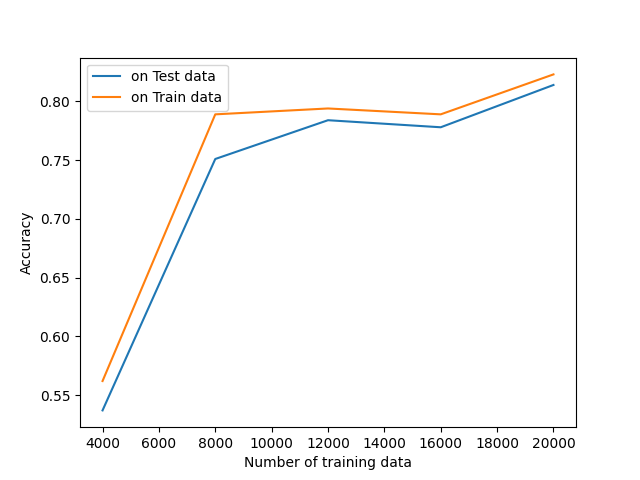 on Test data
on Train data
0.80
0.75
0.70
0.65
0.60
0.55
Accuracy
4000 6000 8000 10000 12000 14000 16000 18000 20000
Number of training data